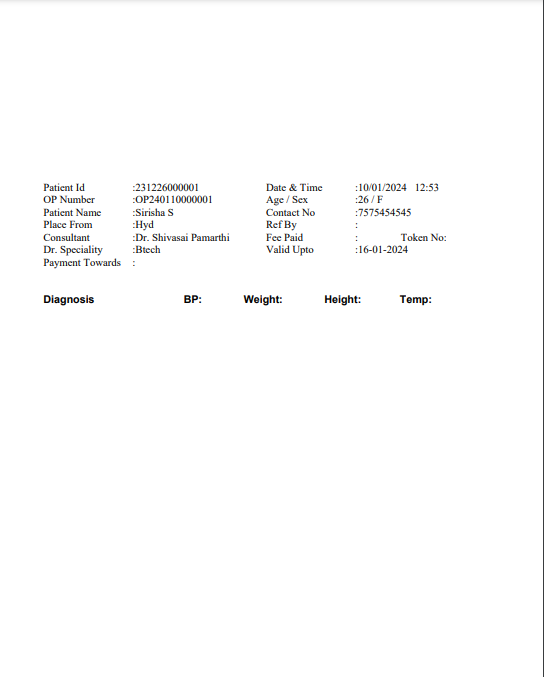 Patient Id :231226000001 Date & Time :10/01/2024 12:53
OP Number :OP240110000001 Age / Sex :26 / F
Patient Name :Sirisha S Contact No :7575454545
Place From :Hyd Ref By :
Consultant :Dr. Shivasai Pamarthi Fee Paid : Token No:
Dr. Speciality :Btech Valid Upto :16-01-2024
Payment Towards :
Diagnosis BP: Weight: Height: Temp: